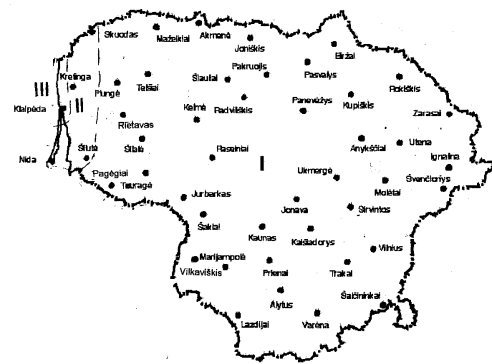 Skuodas
Mažeikiai
Akmenė
Joniškis
Biržai
Pakruojis
Pasvalys
Kretinga
Plungė
Telšiai
Šiauliai
Rokiškis
III
Klaipėda
II
Kelmė
Radviliškis
Panevėžys
Kupiškis
Zarasai
Rietavas
Nida
Šilutė
Šilalė
Raseiniai
I
Anykščiai
Utena
Ignalina
Pagėgiai
Tauragė
Ukmergė
Molėtai
Švenčionys
Jurbarkas
Jonava
Širvintos
Šakiai
Kaunas
Kaišiadorys
Vilnius
Marijampolė
Vilkaviškis
Prienai
Trakai
Alytus
Šalčininkai
Lazdijai
Varėna